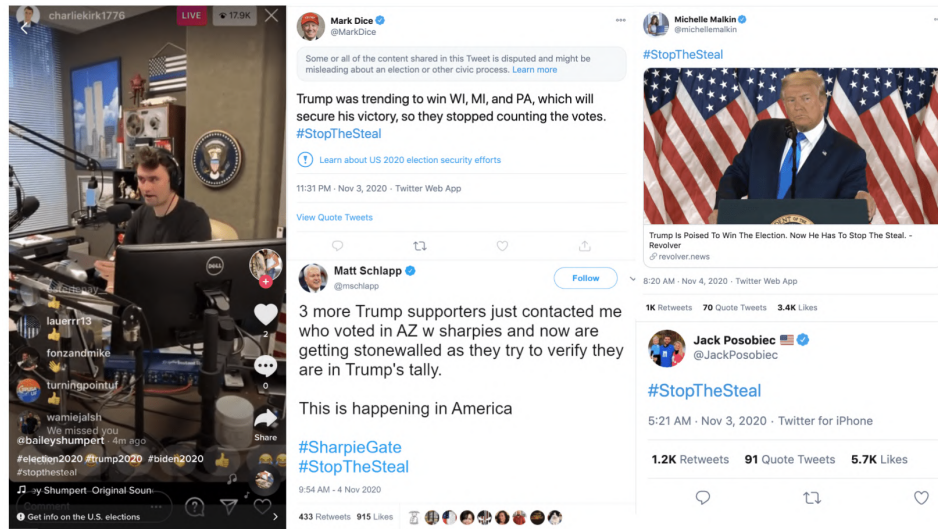 charliekirk1776
LIVE
17.9K
DELL
lauerrr13
fonzandmike
turningpointuf
wamiejalsh
We missed you
@baileyshumpert · 4m ago
#election2020 #trump2020 #biden2020
#stopthesteal
ey Shumpert Original Soun
Comment
Get info on the U.S. elections
2
0
Share
Mark Dice
@MarkDice
Some or all of the content shared in this Tweet is disputed and might be
misleading about an election or other civic process. Learn more
Trump was trending to win WI, MI, and PA, which will
secure his victory, so they stopped counting the votes.
#StopTheSteal
Learn about US 2020 election security efforts
11:31 PM · Nov 3, 2020 · Twitter Web App
View Quote Tweets
Matt Schlapp
@mschlapp
Follow
3 more Trump supporters just contacted me
who voted in AZ w sharpies and now are
getting stonewalled as they try to verify they
are in Trump's tally.
This is happening in America
#SharpieGate
#StopTheSteal
9:54 AM - 4 Nov 2020
433 Retweets 915 Likes
Michelle Malkin
@michellemalkin
#StopTheSteal
Trump Is Poised To Win The Election. Now He Has To Stop The Steal. -
Revolver
revolver.news
8:20 AM · Nov 4, 2020 · Twitter Web App
1K Retweets 70 Quote Tweets 3.4K Likes
Jack Posobiec
@JackPosobiec
#StopTheSteal
5:21 AM · Nov 3, 2020 · Twitter for iPhone
1.2K Retweets 91 Quote Tweets 5.7K Likes